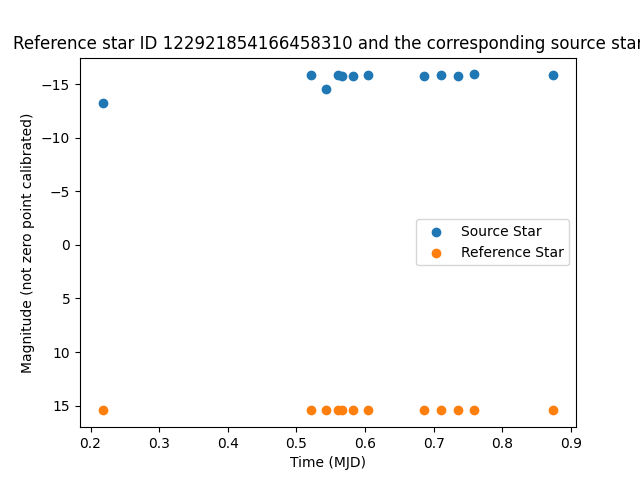 Reference star ID 122921854166458310 and the corresponding source star
Magnitude (not zero point calibrated)
−15
−10
−5
0
5
10
15
Source Star
Reference Star
0.2 0.3 0.4 0.5 0.6 0.7 0.8 0.9
Time (MJD)